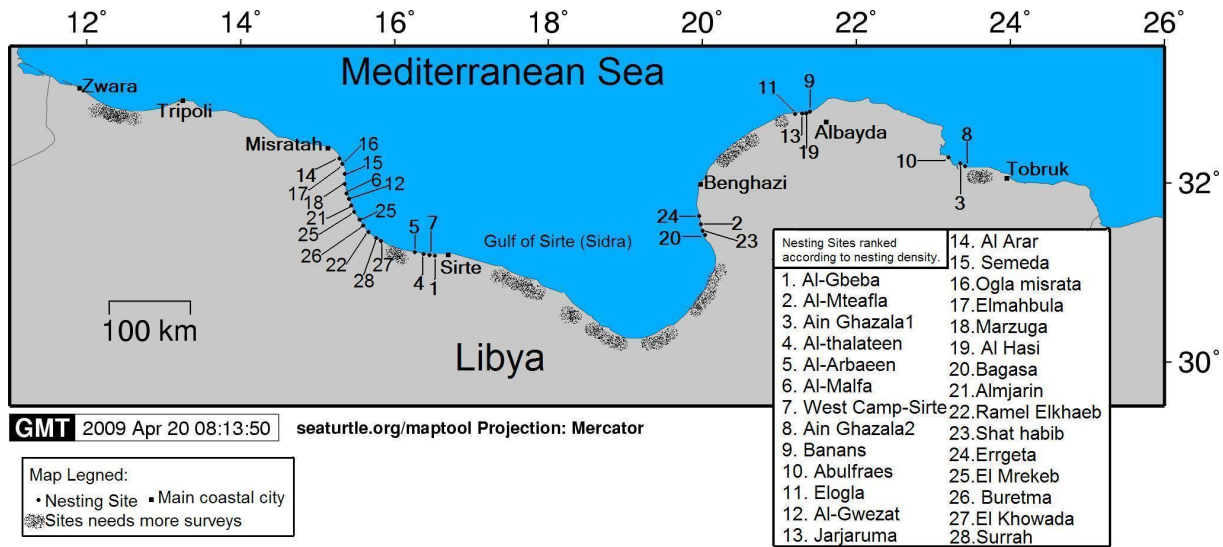 12° 14° 16° 18° 20° 22° 24° 26°
Mediterranean Sea
Zwara
Tripoli
Misratah
16
15
14
6
17
12
18
21
25
25
26
22
28
27
5
7
4
1
Sirte
Gulf of Sirte (Sidra)
11
9
13
19
Albayda
Benghazi
24
2
20
23
10
8
3
Tobruk
32°
30°
100 km
Libya
Nesting Sites ranked
according to nesting density.
1. Al-Gbeba
2. Al-Mteafla
3. Ain Ghazala1
4. Al-thalateen
5. Al-Arbaeen
6. Al-Malfa
7. West Camp-Sirte
8. Ain Ghazala2
9. Banans
10. Abulfraes
11. Elogla
12. Al-Gwezat
13. Jarjaruma
14. Al Arar
15. Semeda
16.Ogla misrata
17.Elmahbula
18. Marzuga
19. Al Hasi
20. Bagasa
21. Almjarin
22.Ramel Elkhaeb
23.Shat habib
24. Errgeta
25. El Mrekeb
26. Buretma
27.El Khowada
28.Surrah
GMT 2009 Apr 20 08:13:50 seaturtle.org/maptool Projection: Mercator
Map Legned:
Nesting Site Main coastal city
Sites needs more surveys